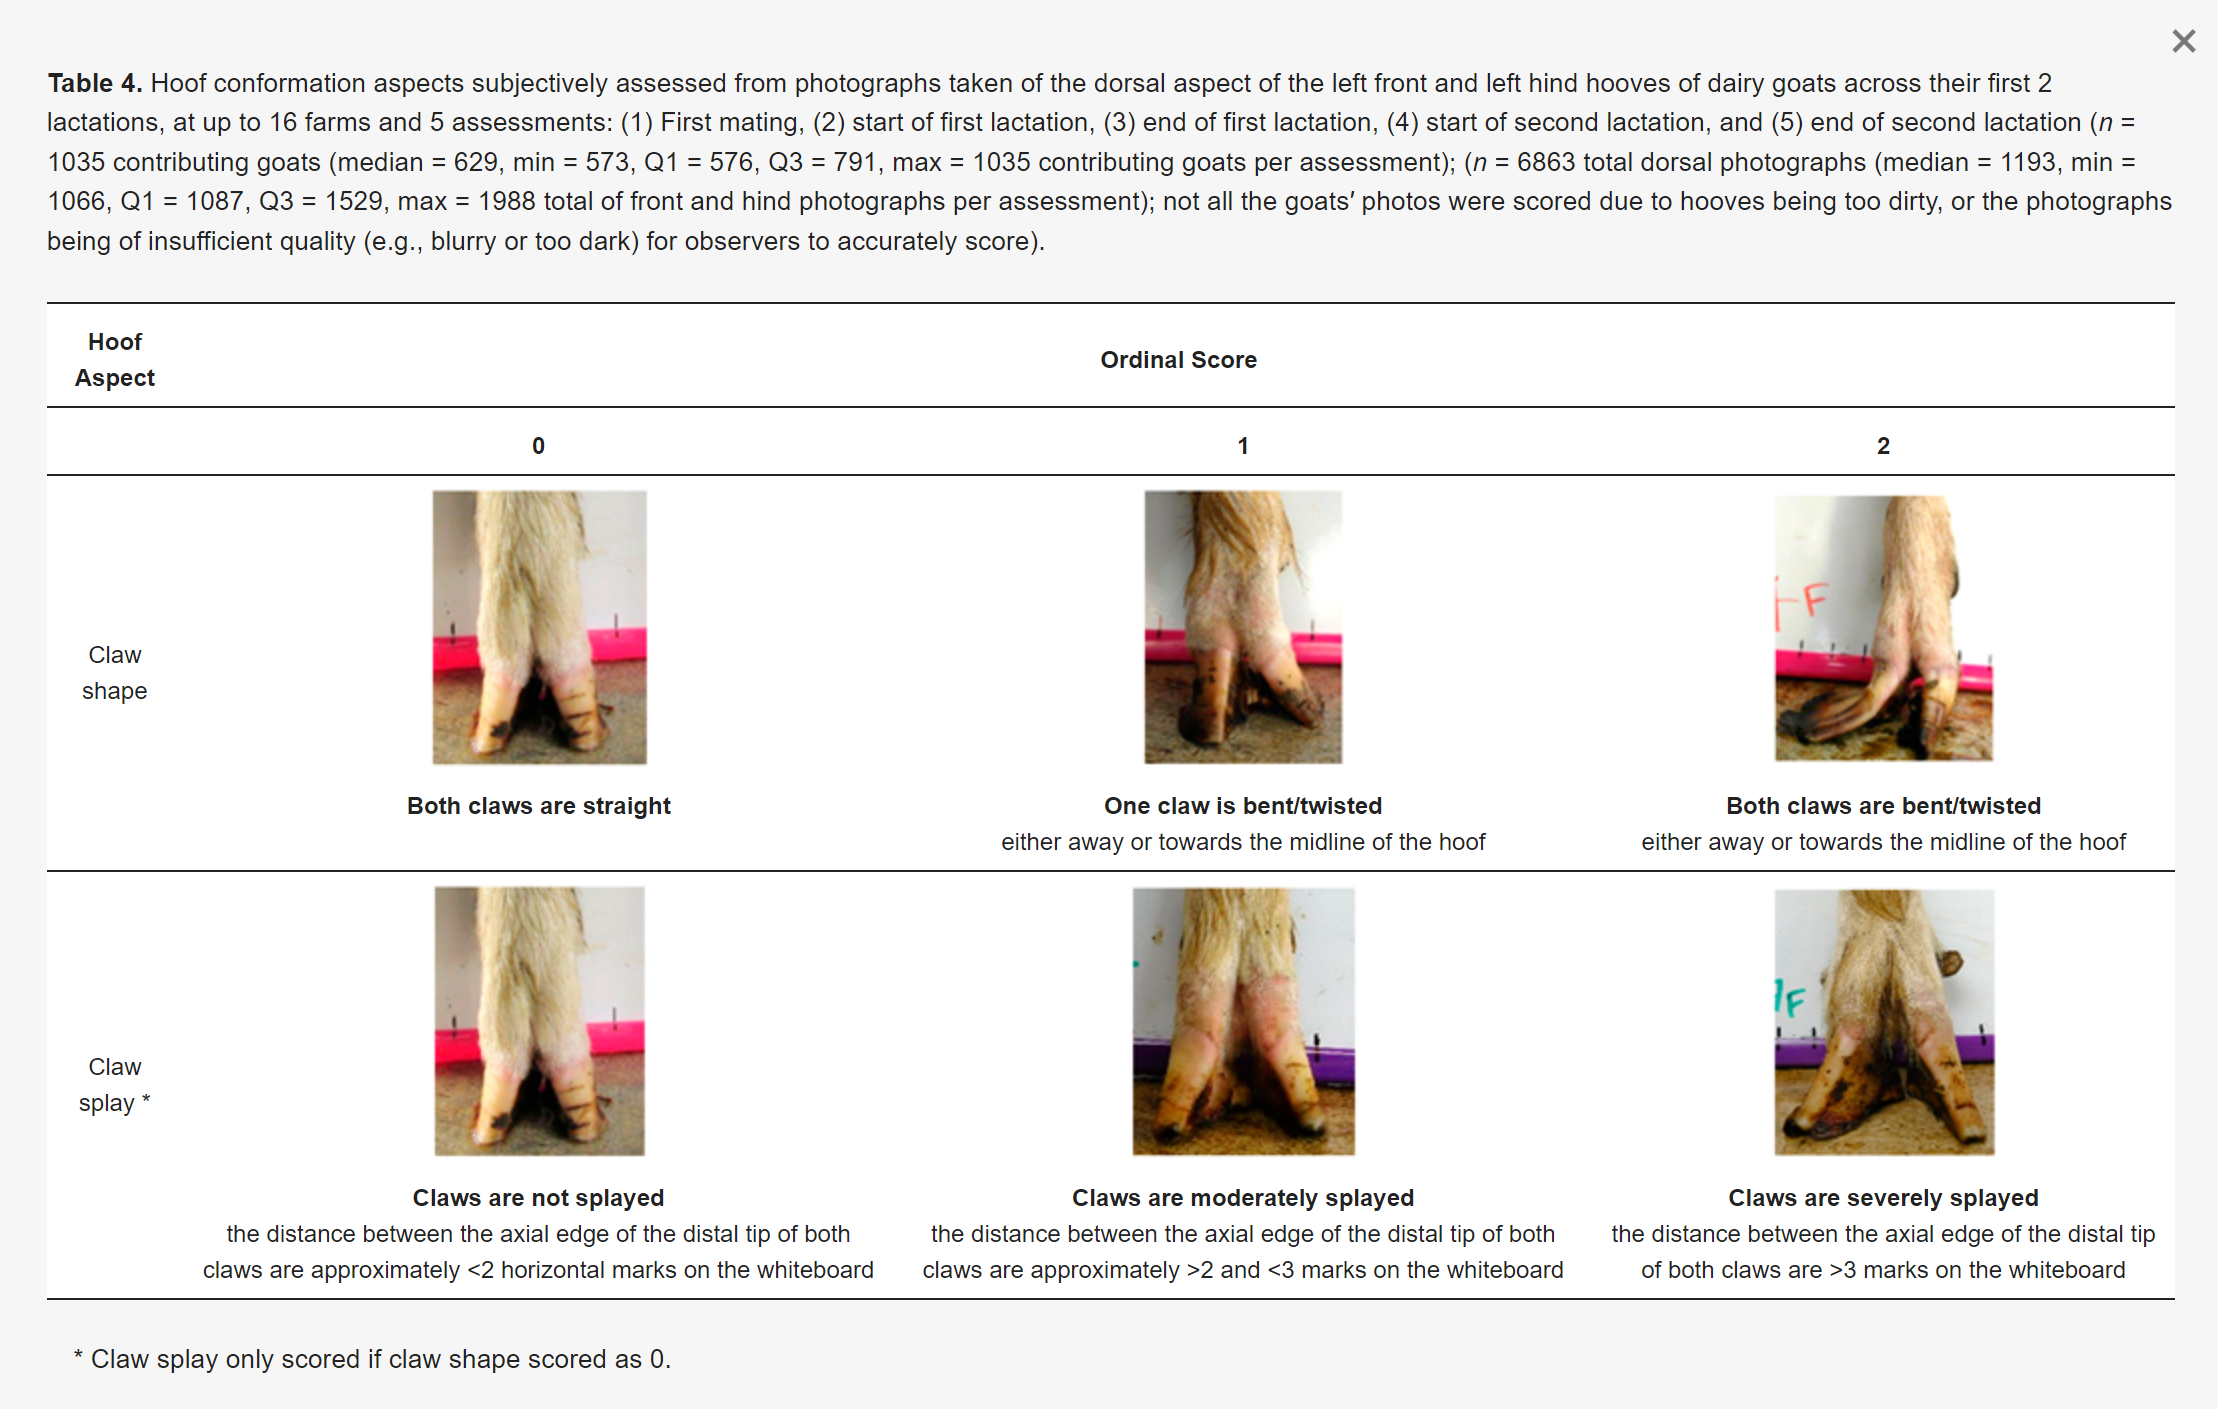 Table 4. Hoof conformation aspects subjectively assessed from photographs taken of the dorsal aspect of the left front and left hind hooves of dairy goats across their first 2
lactations, at up to 16 farms and 5 assessments: (1) First mating, (2) start of first lactation, (3) end of first lactation, (4) start of second lactation, and (5) end of second lactation (n =
1035 contributing goats (median = 629, min = 573, Q1 = 576, Q3 = 791, max = 1035 contributing goats per assessment); (n = 6863 total dorsal photographs (median = 1193, min =
1066, Q1 = 1087, Q3 = 1529, max = 1988 total of front and hind photographs per assessment); not all the goats′ photos were scored due to hooves being too dirty, or the photographs
being of insufficient quality (e.g., blurry or too dark) for observers to accurately score).
Hoof
Aspect
Ordinal Score
0 1 2
Claw
shape
F
Both claws are straight
One claw is bent/twisted
either away or towards the midline of the hoof
Both claws are bent/twisted
either away or towards the midline of the hoof
Claw
splay *
F
Claws are not splayed
the distance between the axial edge of the distal tip of both
claws are approximately <2 horizontal marks on the whiteboard
Claws are moderately splayed
the distance between the axial edge of the distal tip of both
claws are approximately >2 and <3 marks on the whiteboard
Claws are severely splayed
the distance between the axial edge of the distal tip
of both claws are >3 marks on the whiteboard
* Claw splay only scored if claw shape scored as 0.